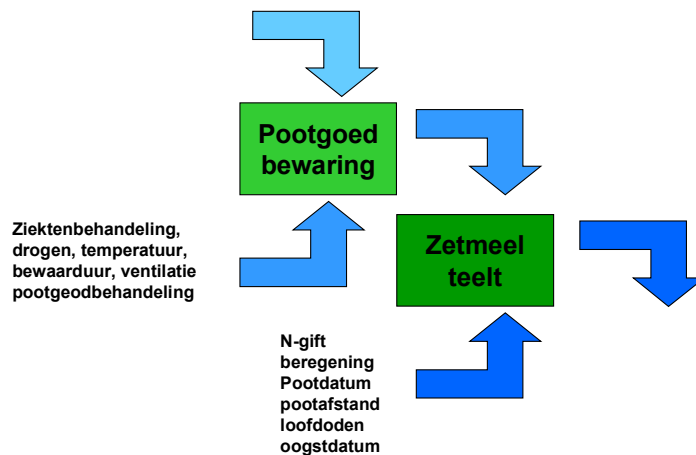 Pootgoed
bewaring
Ziektenbehandeling,
drogen, temperatuur,
bewaarduur, ventilatie
pootgeodbehandeling
Zetmeel
teelt
N-gift
beregening
Pootdatum
pootafstand
loofdoden
oogstdatum